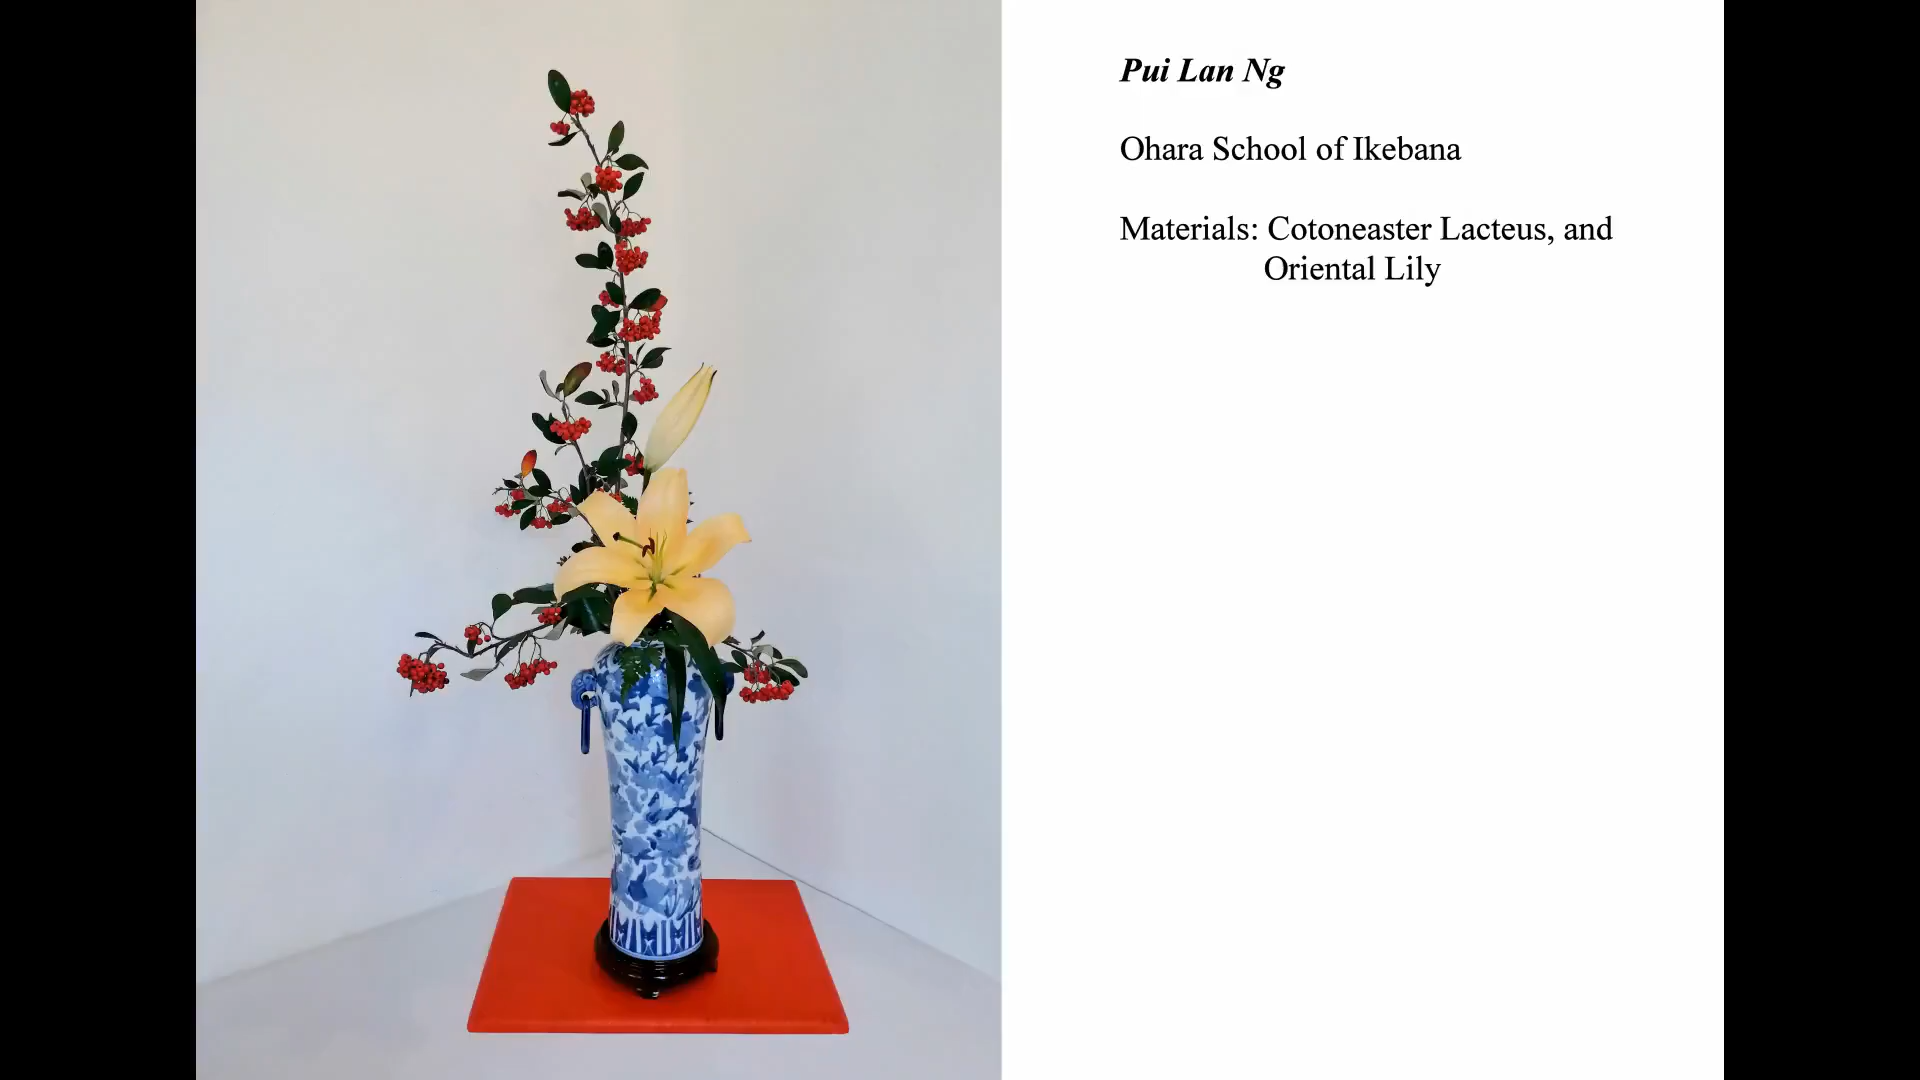 Pui Lan Ng
Ohara School of Ikebana
Materials: Cotoneaster Lacteus, and
Oriental Lily